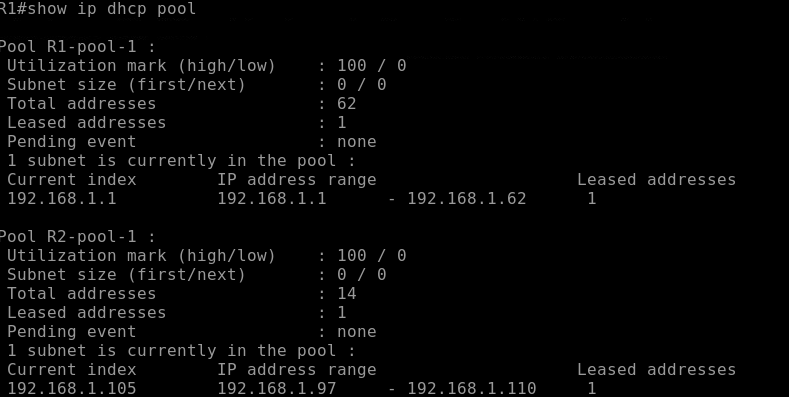 R1#show ip dhcp pool
Pool R1-pool-1 :
Utilization mark (high/low) : 100 / 0
Subnet size (first/next) : 0 / 0
Total addresses : 62
Leased addresses : 1
Pending event : none
1 subnet is currently in the pool :
Current index IP address range Leased addresses
192.168.1.1 192.168.1.1 - 192.168.1.62 1
Pool R2-pool-1 :
Utilization mark (high/low) : 100 / 0
Subnet size (first/next) : 0 / 0
Total addresses : 14
Leased addresses : 1
Pending event : none
1 subnet is currently in the pool :
Current index IP address range Leased addresses
192.168.1.105 192.168.1.97 - 192.168.1.110 1